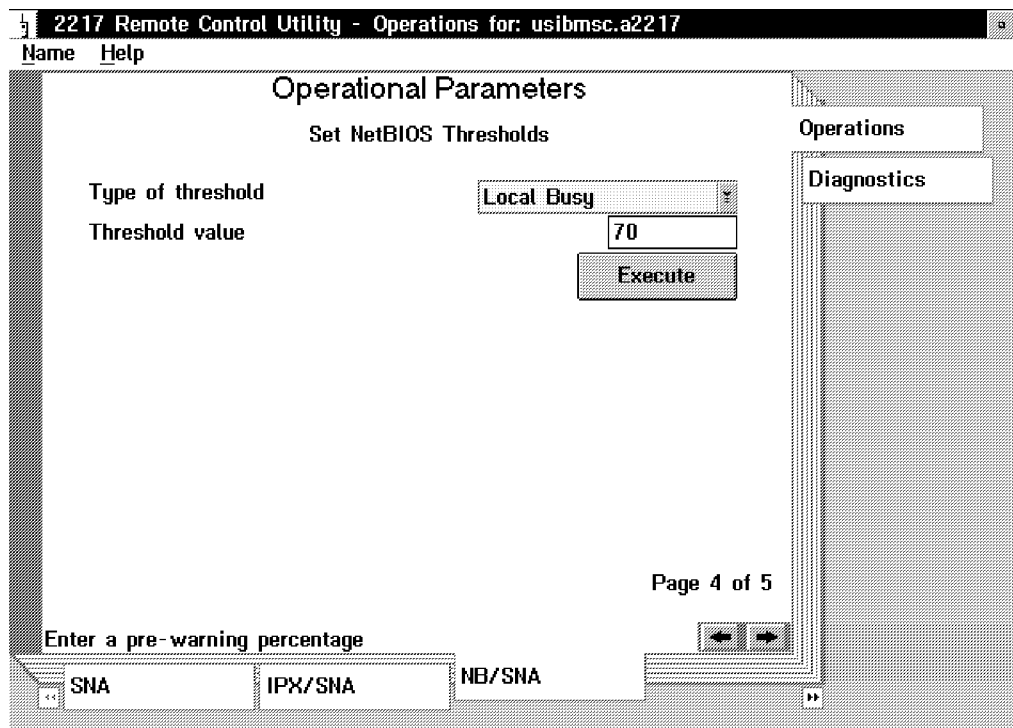 2217 Remote Control Utility - Operations for: usibmsc.a2217
Name Help
Operational Parameters
Set NetBIOS Thresholds
Operations
Diagnostics
Type of threshold Local Busy
Threshold value 70
Execute
Page 4 of 5
Enter a pre-warning percentage
SNA IPX/SNA NB/SNA